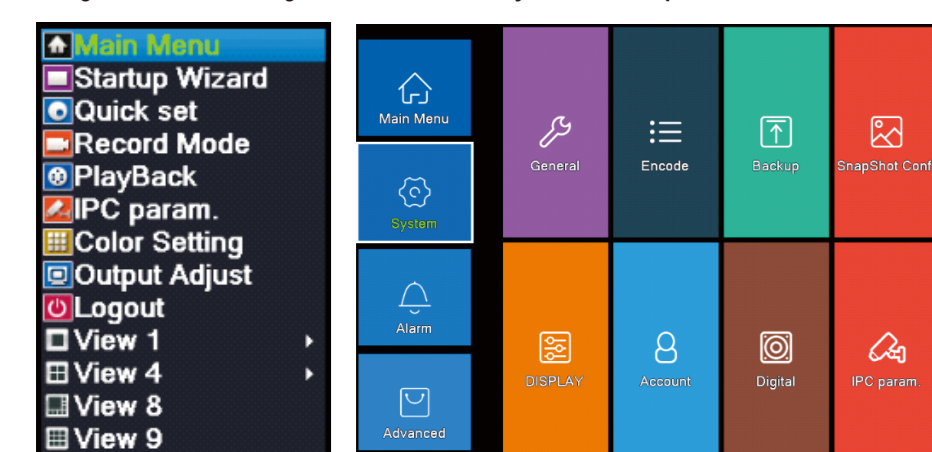 Main Menu
Startup Wizard
Quick set
Record Mode
PlayBack
IPC param.
Color Setting
Output Adjust
Logout
View 1
View 4
View 8
View 9
Main Menu
System
Alarm
Advanced
General
Encode
Backup
SnapShot Conf
DISPLAY
Account
Digital
IPC param.